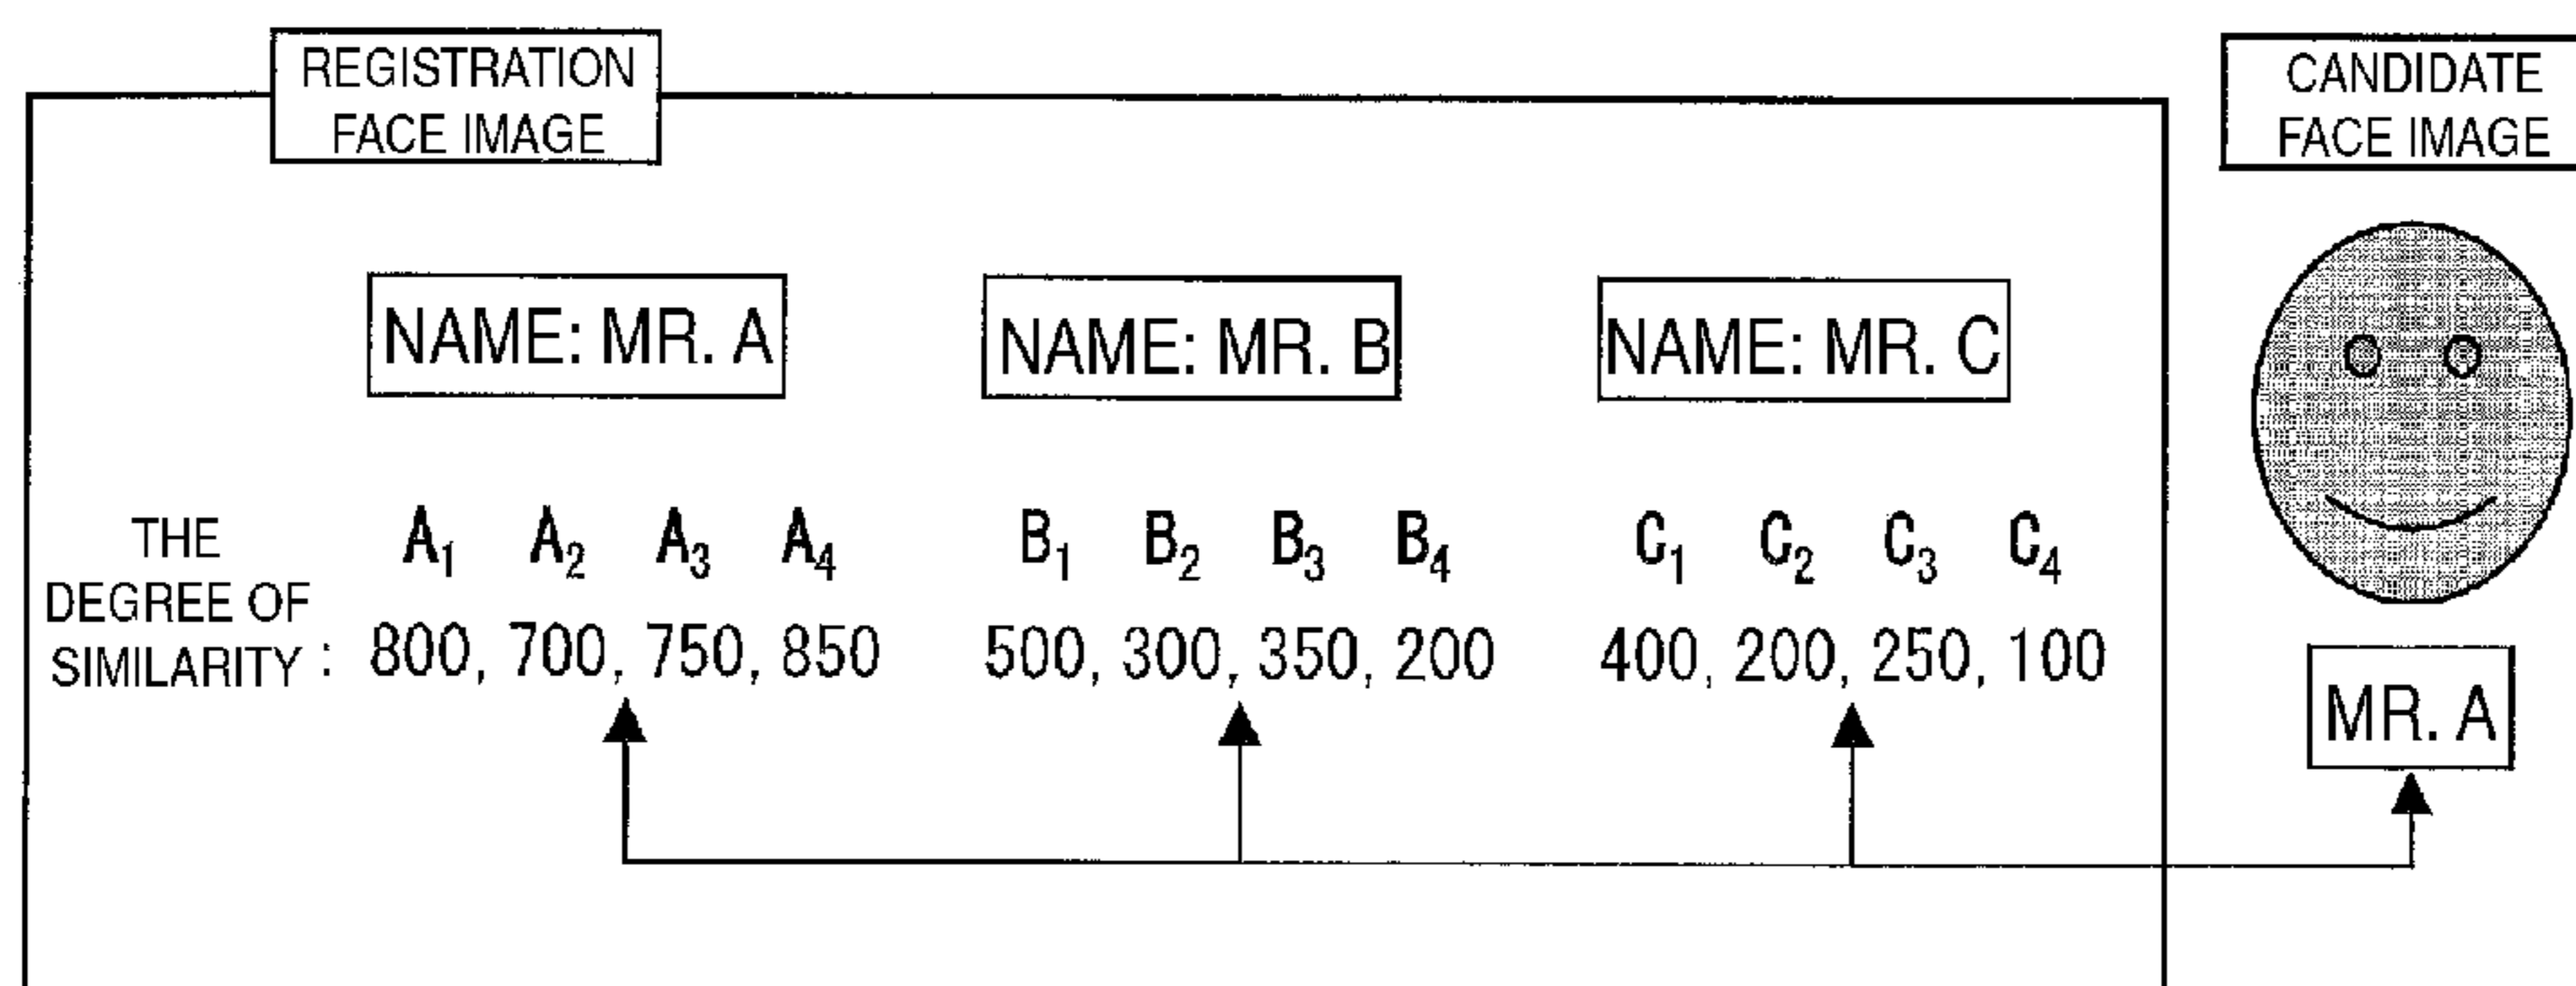 REGISTRATION
FACE IMAGE
CANDIDATE
FACE IMAGE
NAME: MR. A
NAME: MR. B
NAME: MR. C
THE
DEGREE OF
SIMILARITY :
A₁ A₂ A₃ A₄
800, 700, 750, 850
B₁ B₂ B₃ B₄
500, 300, 350, 200
C₁ C₂ C₃ C₄
400, 200, 250, 100
MR. A